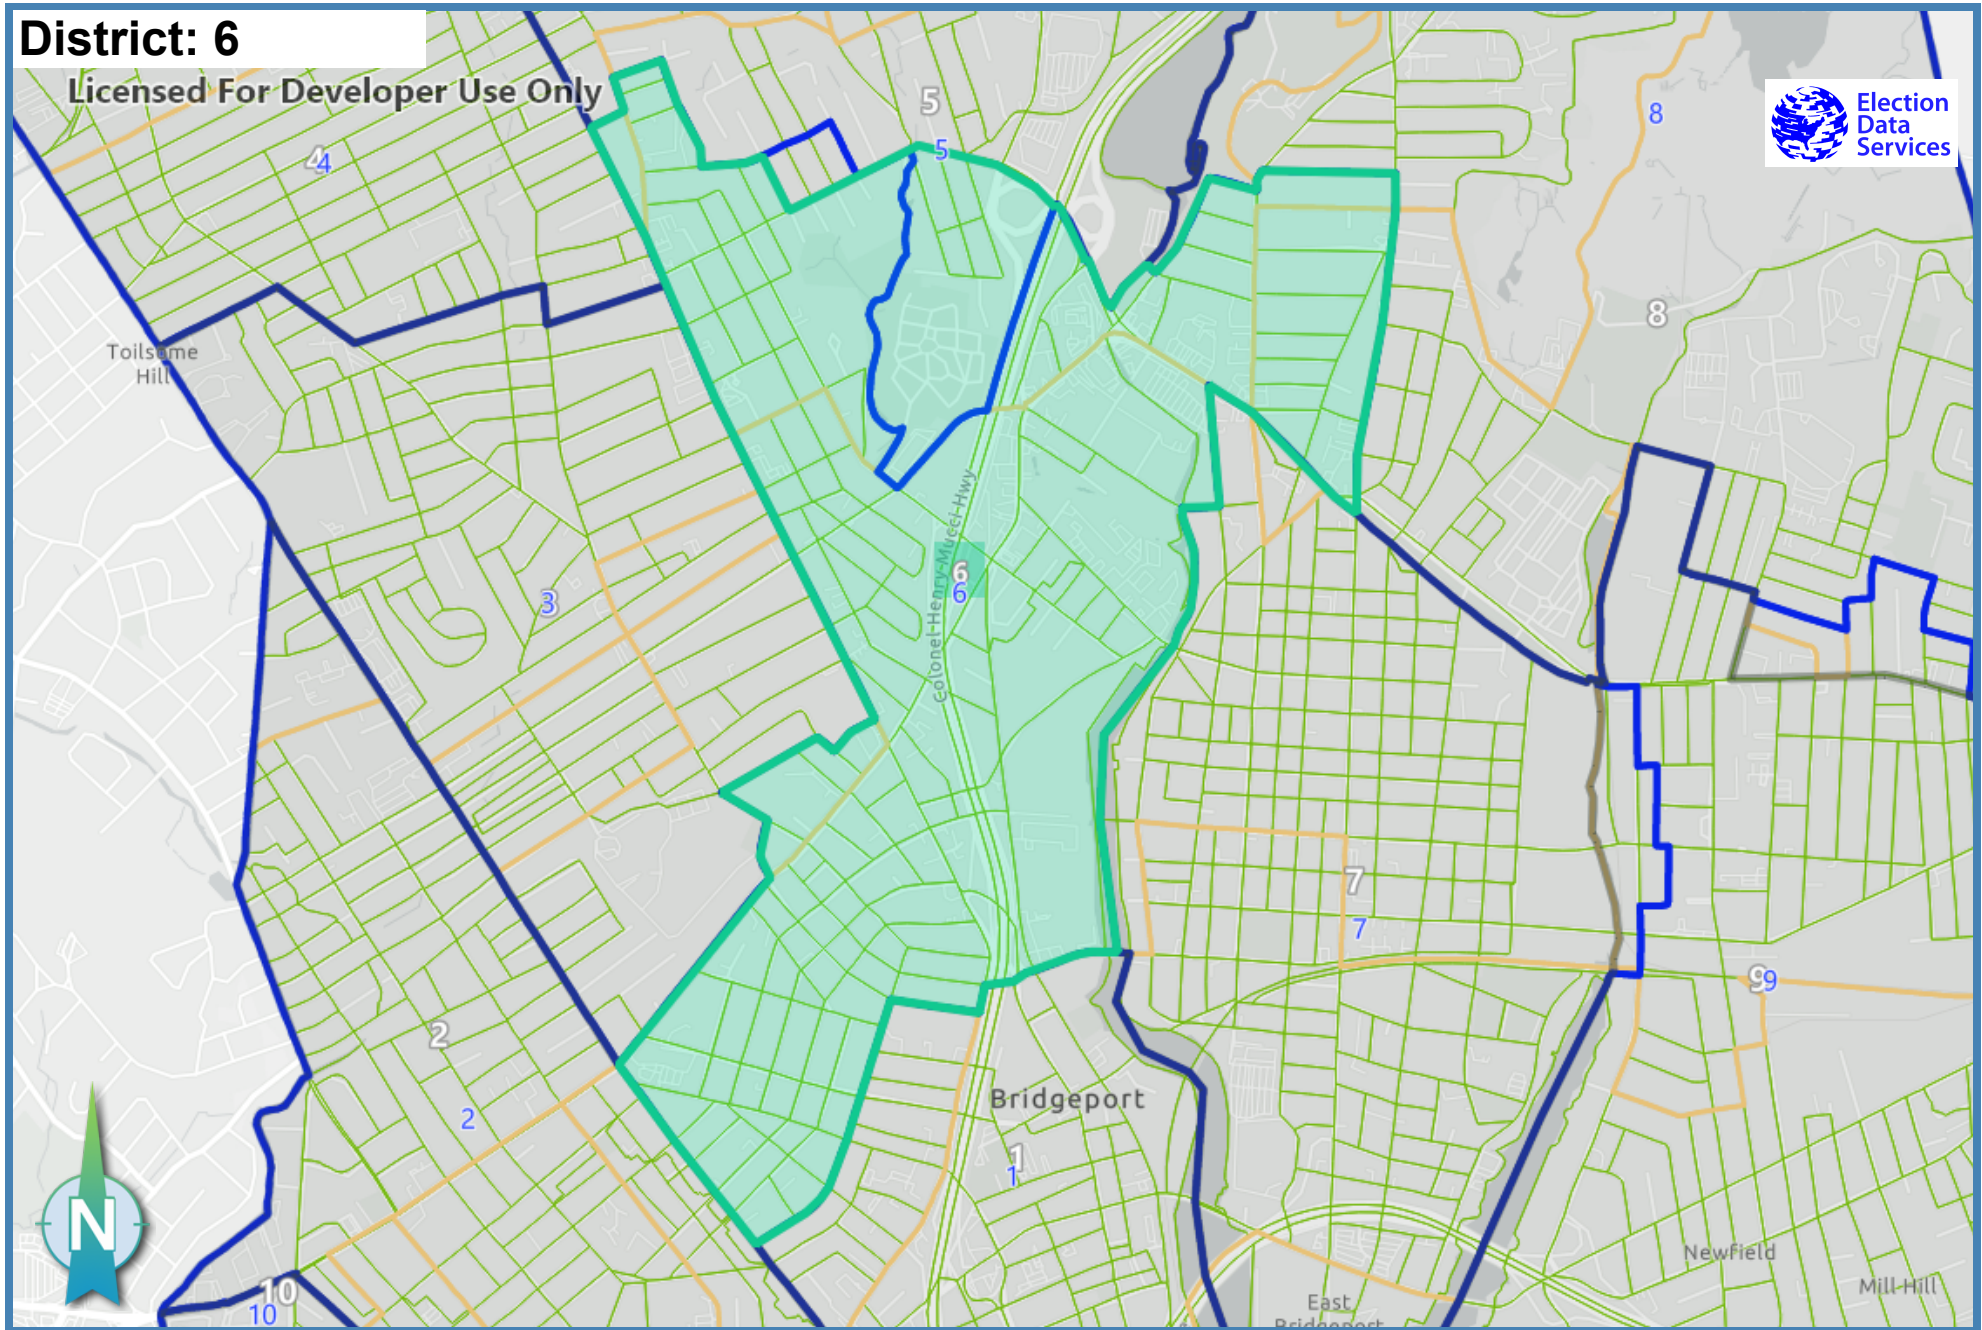 District: 6
Licensed For Developer Use Only
Election
Data
Services
5
5
8
4
4
8
Toilsome
Hill
6
6
3
Colonel Henry Mucci Hwy
7
7
9
9
2
2
Bridgeport
1
1
N
Newfield
Mill Hill
10
10
East
Bridgeport